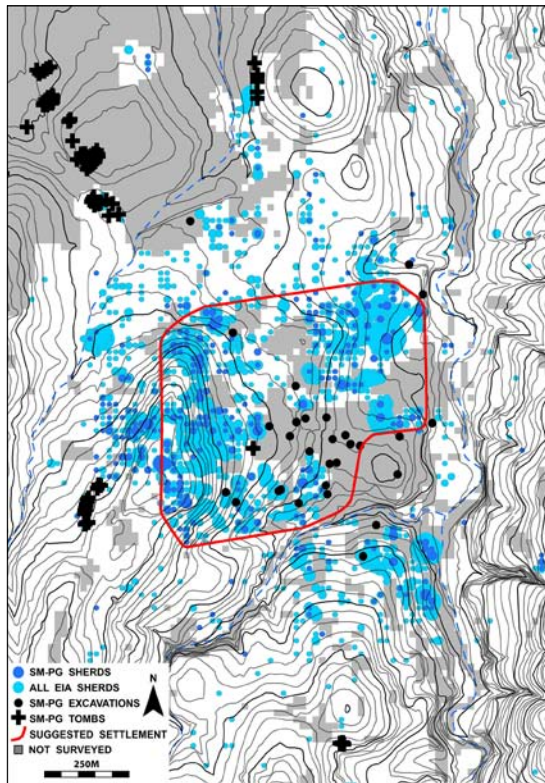 SM-PG SHERDS
ALL EIA SHERDS
SM-PG EXCAVATIONS
SM-PG TOMBS
SUGGESTED SETTLEMENT
NOT SURVEYED
N
250M